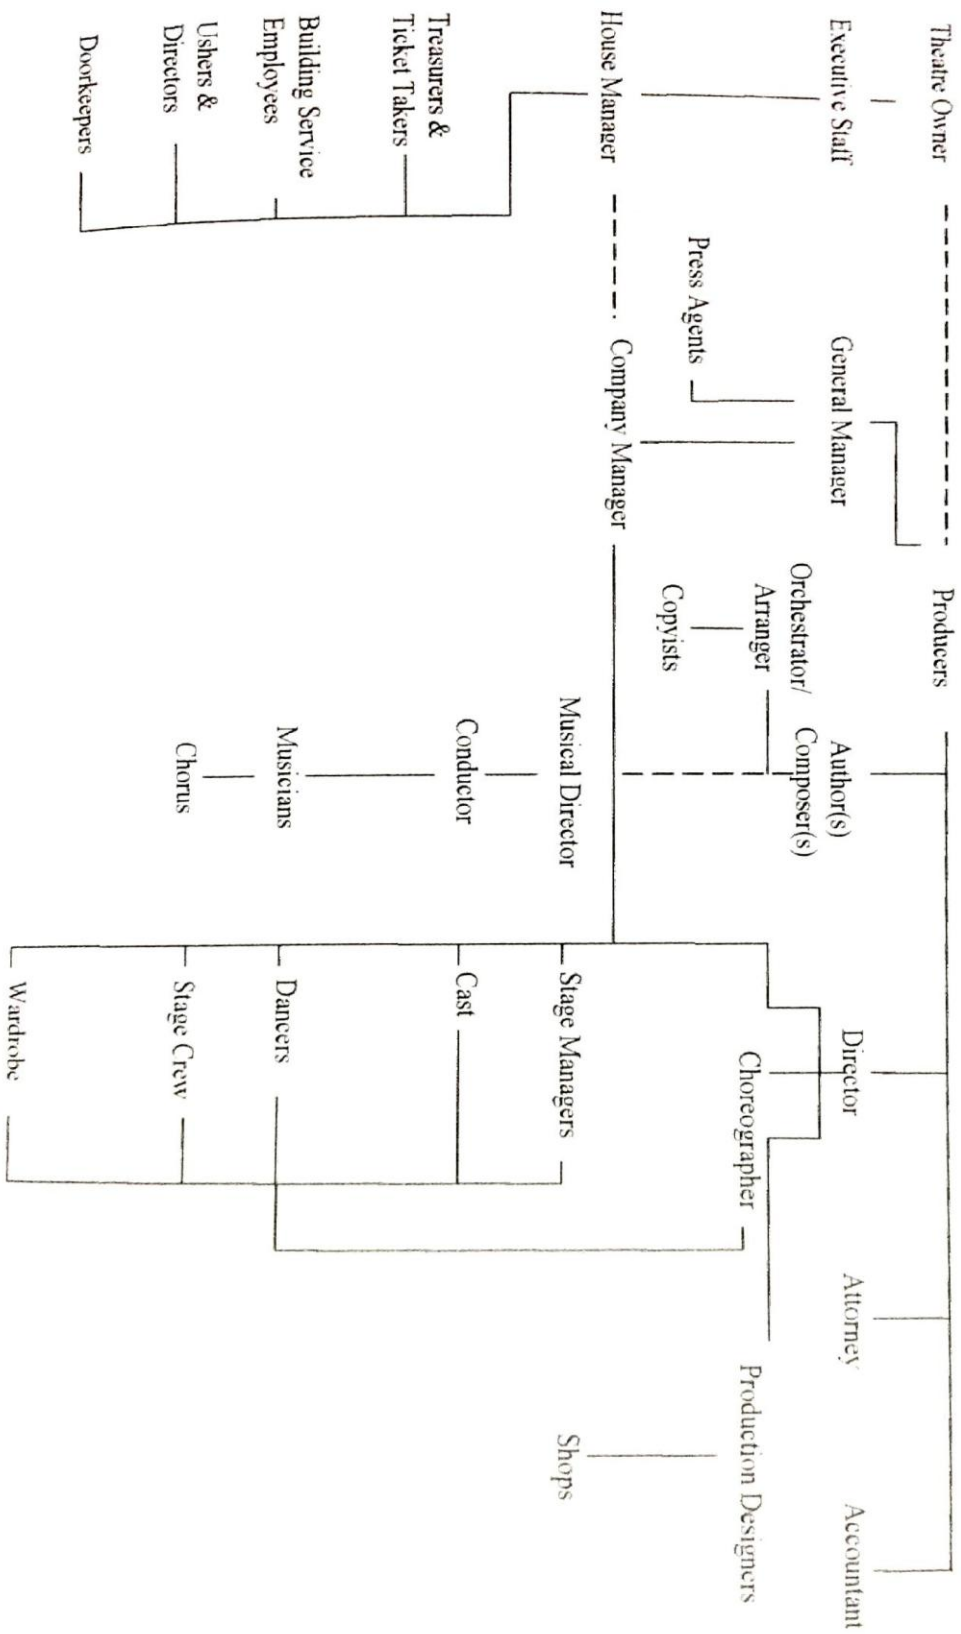 Theatre Owner
Producers
Executive Staff
General Manager
Author(s)
Composer(s)
Director
Attorney
Accountant
Orchestrator/
Arranger
Copyists
Choreographer
Production Designers
Press Agents
House Manager
Company Manager
Musical Director
Stage Managers
Shops
Treasurers &
Ticket Takers
Conductor
Cast
Building Service
Employees
Musicians
Dancers
Ushers &
Directors
Chorus
Stage Crew
Doorkeepers
Wardrobe